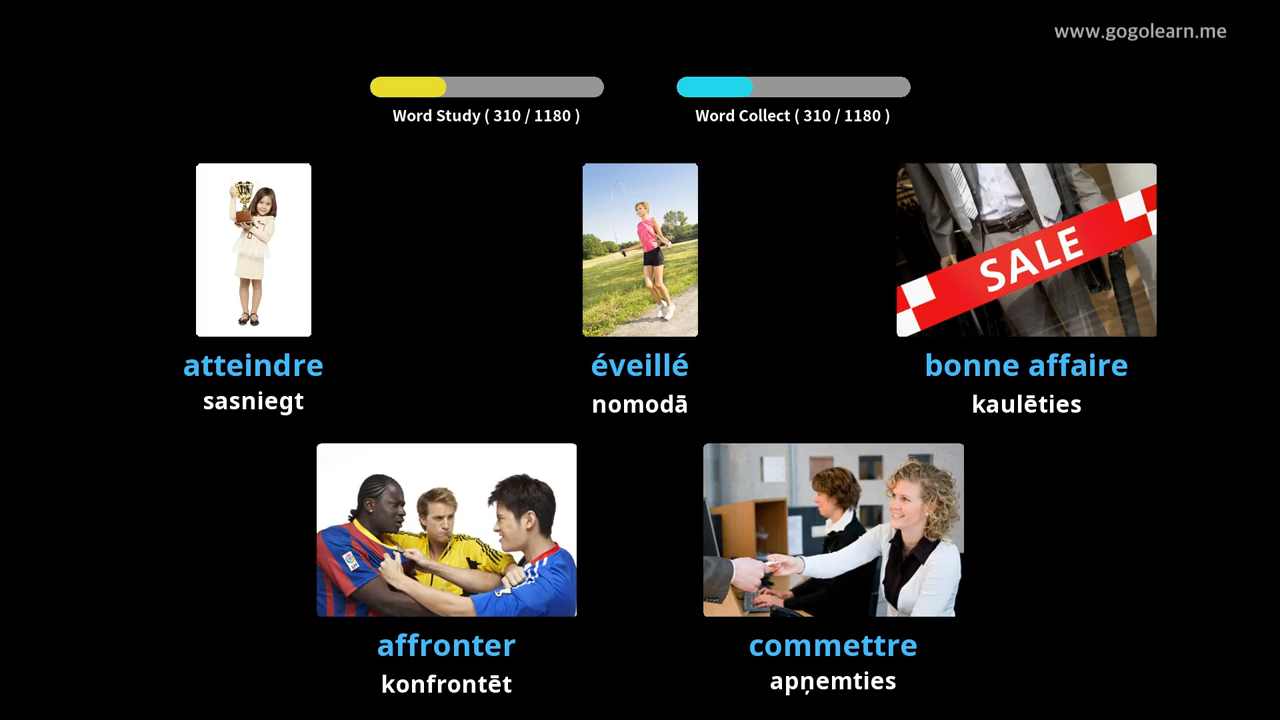 www.gogolearn.me
Word Study ( 310 / 1180 )
Word Collect ( 310 / 1180 )
SALE
atteindre
sasniegt
éveillé
nomodā
bonne affaire
kaulēties
affronter
konfrontēt
commettre
apņemties